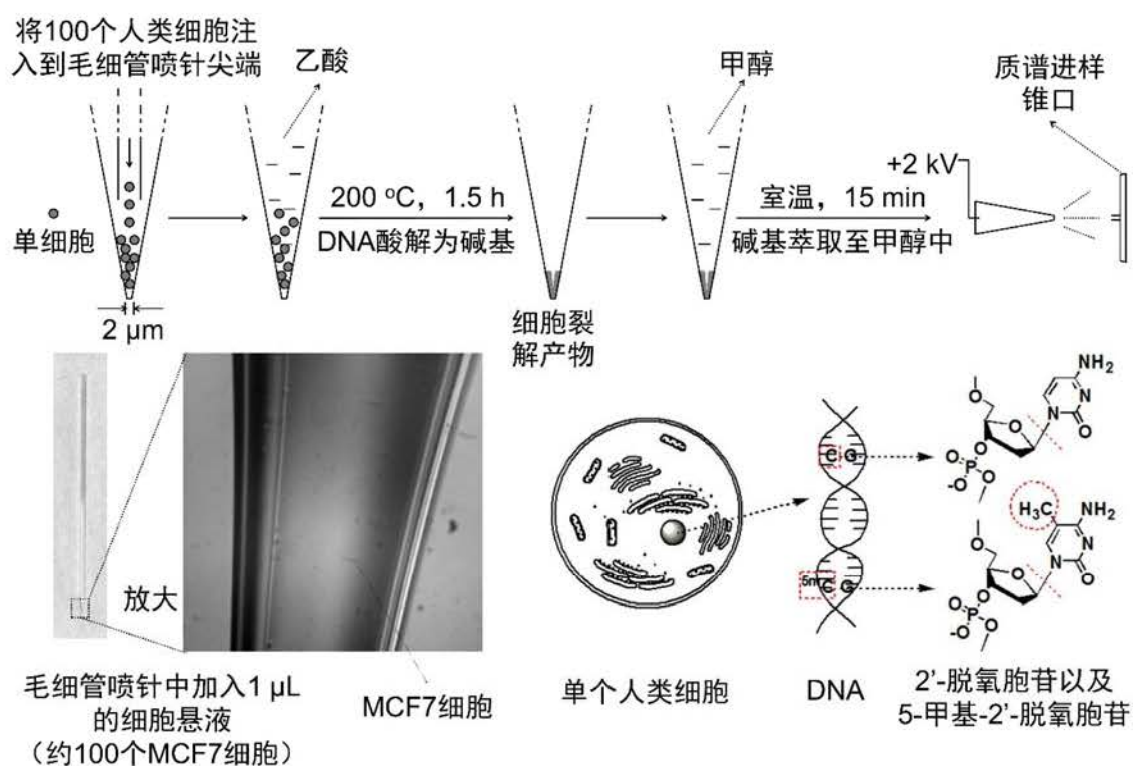 将100个人类细胞注
入到毛细管喷针尖端
乙酸
甲醇
质谱进样
锥口
+2 kV
单细胞
200 °C，1.5 h
DNA酸解为碱基
室温，15 min
碱基萃取至甲醇中
2 μm
细胞裂
解产物
放大
毛细管喷针中加入1 μL
的细胞悬液
（约100个MCF7细胞）
MCF7细胞
单个人类细胞
C G
5mC G
DNA
NH₂
N
N
O
O
O
O
P
O
-O
H₃C
NH₂
N
N
O
O
O
O
P
O
-O
2’-脱氧胞苷以及
5-甲基-2’-脱氧胞苷